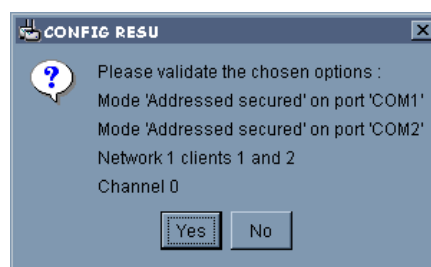 CONFIG RESU
Please validate the chosen options :
Mode 'Addressed secured' on port 'COM1'
Mode 'Addressed secured' on port 'COM2'
Network 1 clients 1 and 2
Channel 0
Yes No